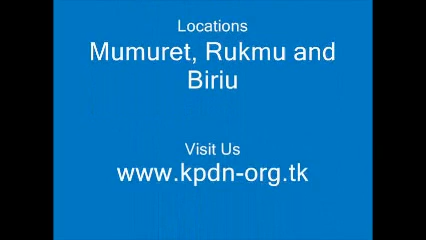 Locations
Mumuret, Rukmu and
Biriu
Visit Us
www.kpdn-org.tk